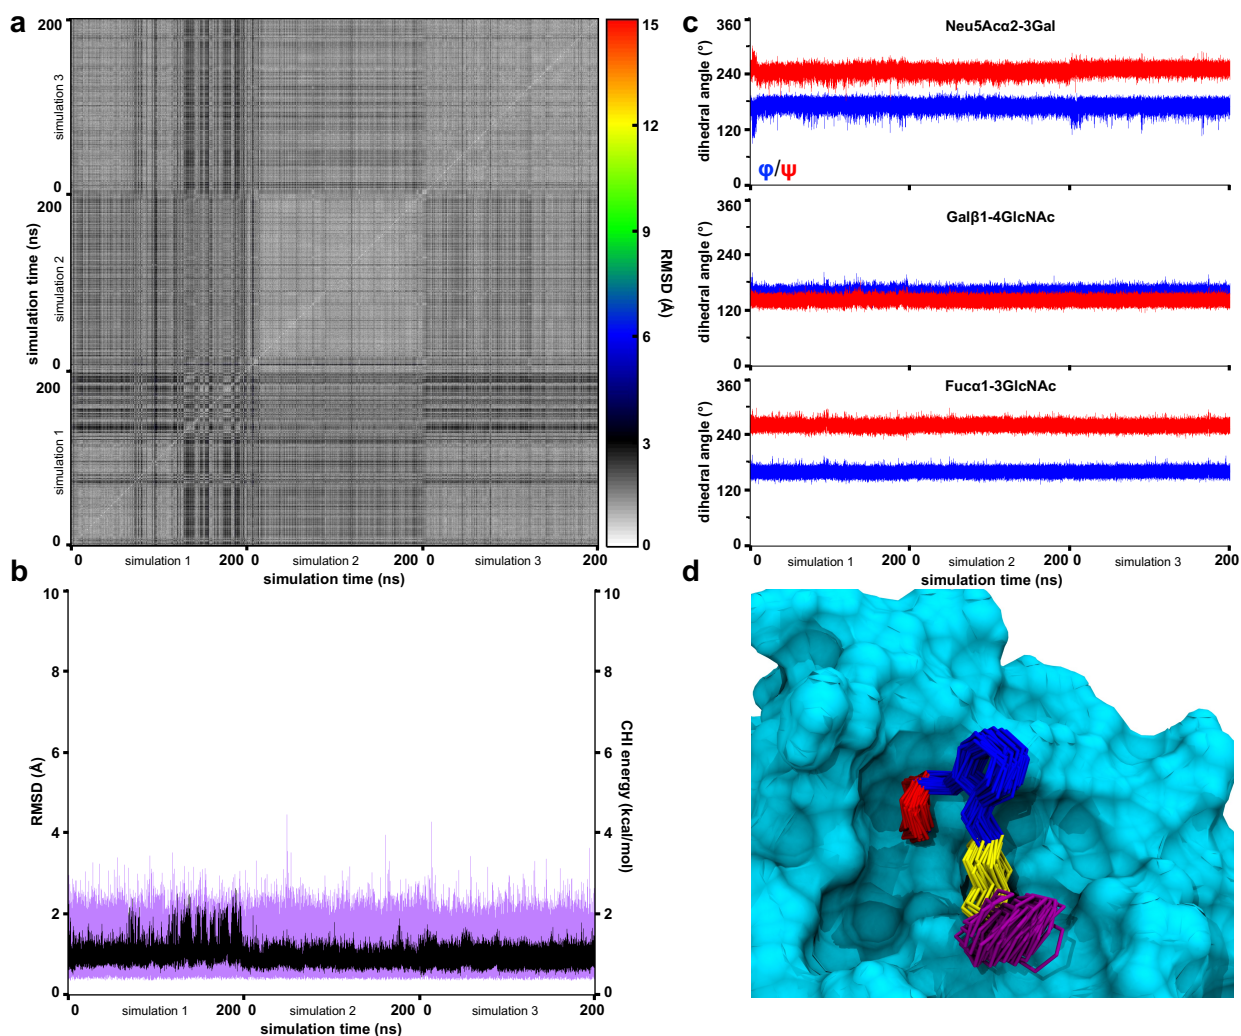 a
200
simulation 3
0
200
simulation 2
0
200
simulation 1
0
simulation time (ns)
0
simulation 1
200
0
simulation 2
200
0
simulation 3
200
simulation time (ns)
15
12
9
6
3
0
RMSD (Å)
b
10
8
6
4
2
0
RMSD (Å)
10
8
6
4
2
0
CHI energy (kcal/mol)
0
simulation 1
200
0
simulation 2
200
0
simulation 3
200
simulation time (ns)
c
Neu5Acα2-3Gal
360
240
120
0
dihedral angle (°)
φ/ψ
Galβ1-4GlcNAc
360
240
120
0
dihedral angle (°)
Fucα1-3GlcNAc
360
240
120
0
dihedral angle (°)
0
simulation 1
200
0
simulation 2
200
0
simulation 3
200
simulation time (ns)
d